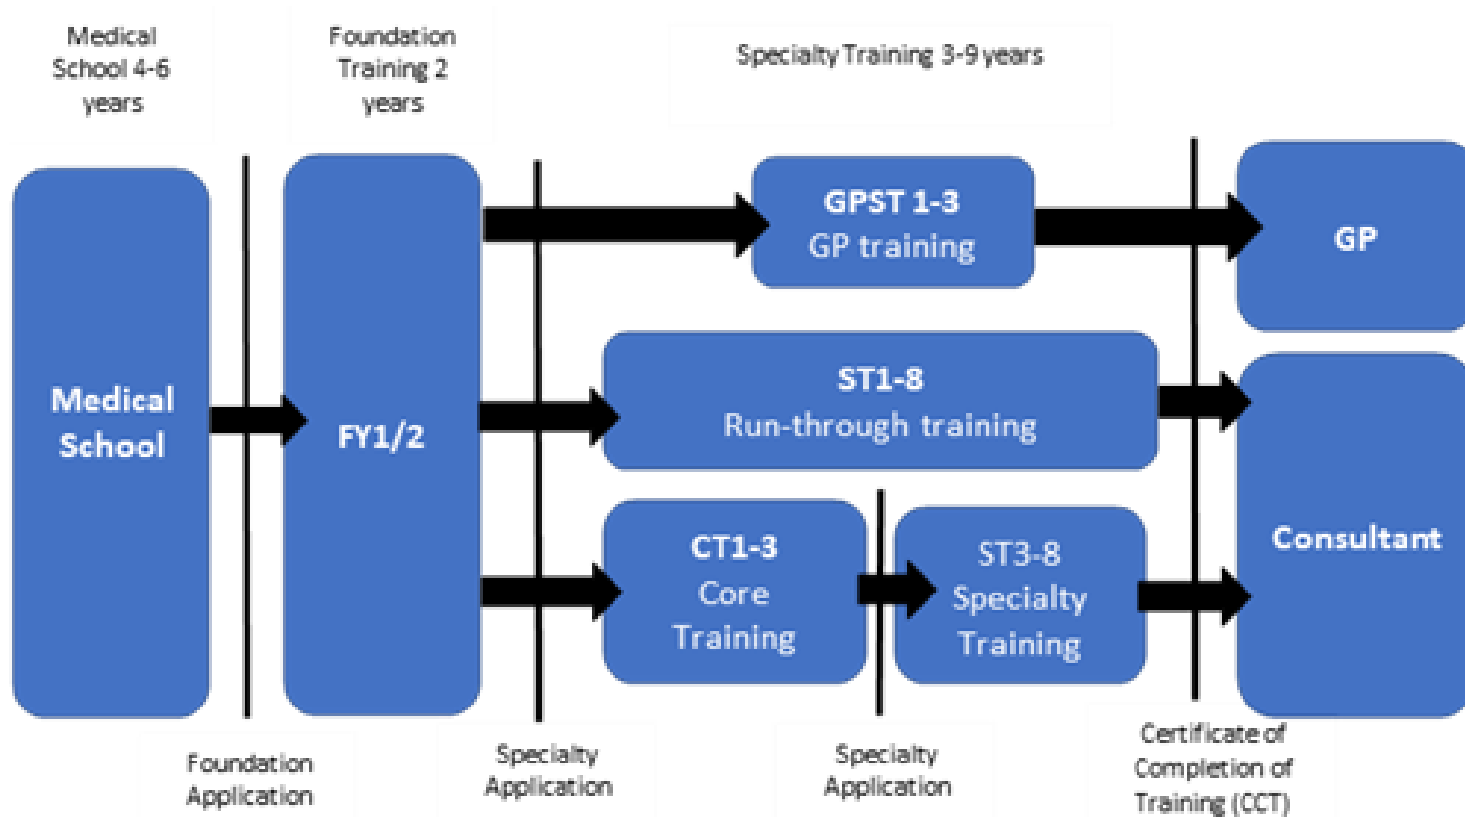 Medical
School 4-6
years
Foundation
Training 2
years
Specialty Training 3-9 years
Medical
School
FY1/2
GPST 1-3
GP training
GP
ST1-8
Run-through training
CT1-3
Core
Training
ST3-8
Specialty
Training
Consultant
Foundation
Application
Specialty
Application
Specialty
Application
Certificate of
Completion of
Training (CCT)